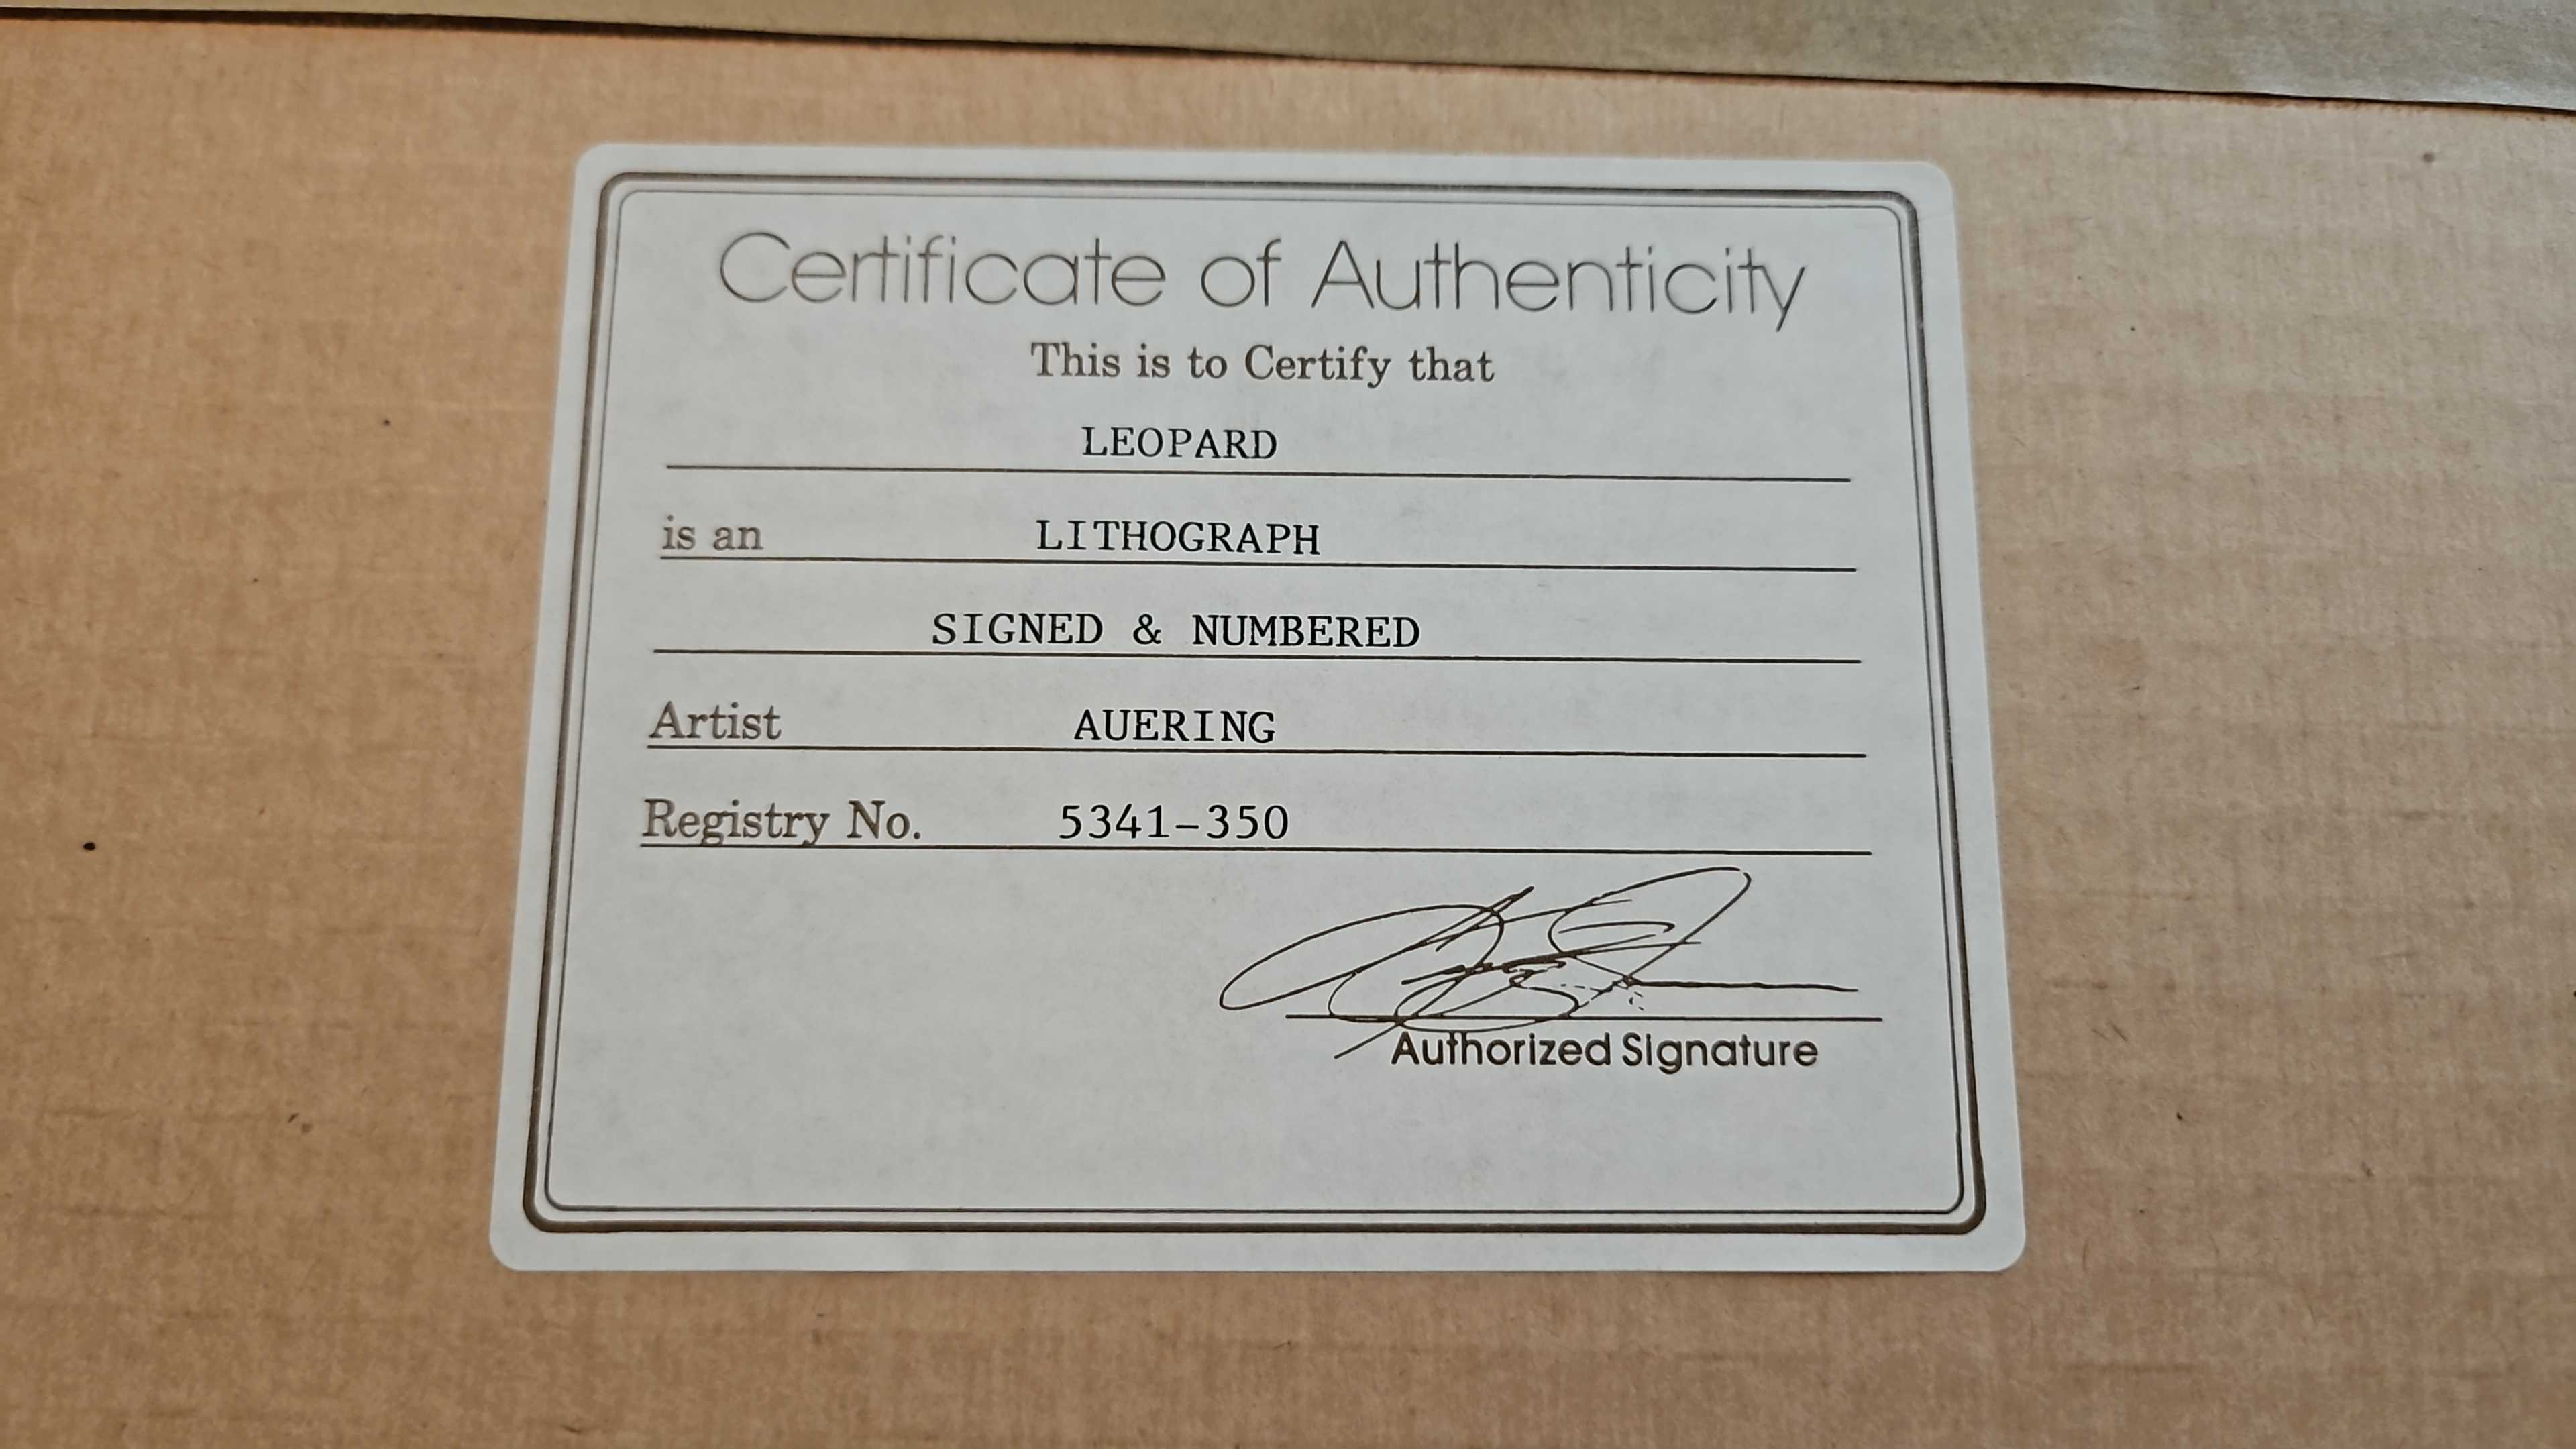 Certificate of Authenticity
This is to Certify that
LEOPARD
is an LITHOGRAPH
SIGNED & NUMBERED
Artist AUERING
Registry No. 5341-350
Authorized Signature